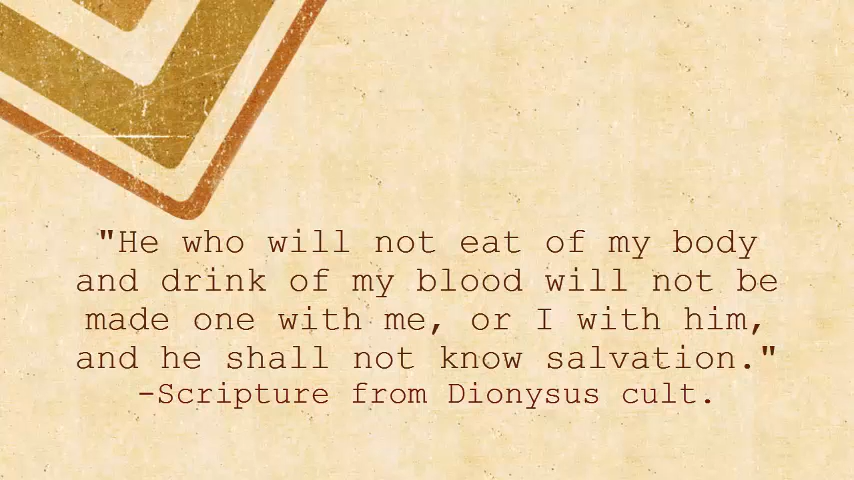 "He who will not eat of my body
and drink of my blood will not be
made one with me, or I with him,
and he shall not know salvation."
-Scripture from Dionysus cult.